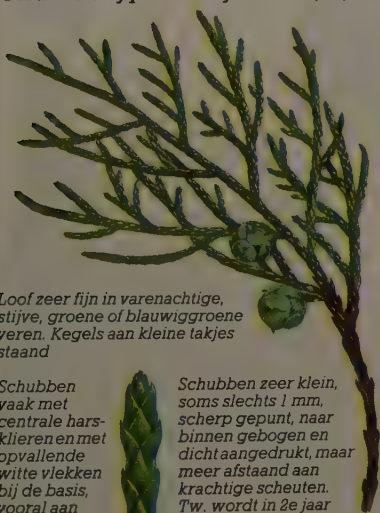 Loof zeer fijn in varenachtige,
stijve, groene of blauwiggroene
veren. Kegels aan kleine takjes
staand
Schubben
vaak met
centrale hars-
klieren en met
opvallende
witte vlekken
bij de basis,
vooral aan
Schubben zeer klein,
soms slechts 1 mm,
scherp gepunt, naar
binnen gebogen en
dicht aangedrukt, maar
meer afstaand aan
krachtige scheuten.
Tw. wordt in 2e jaar